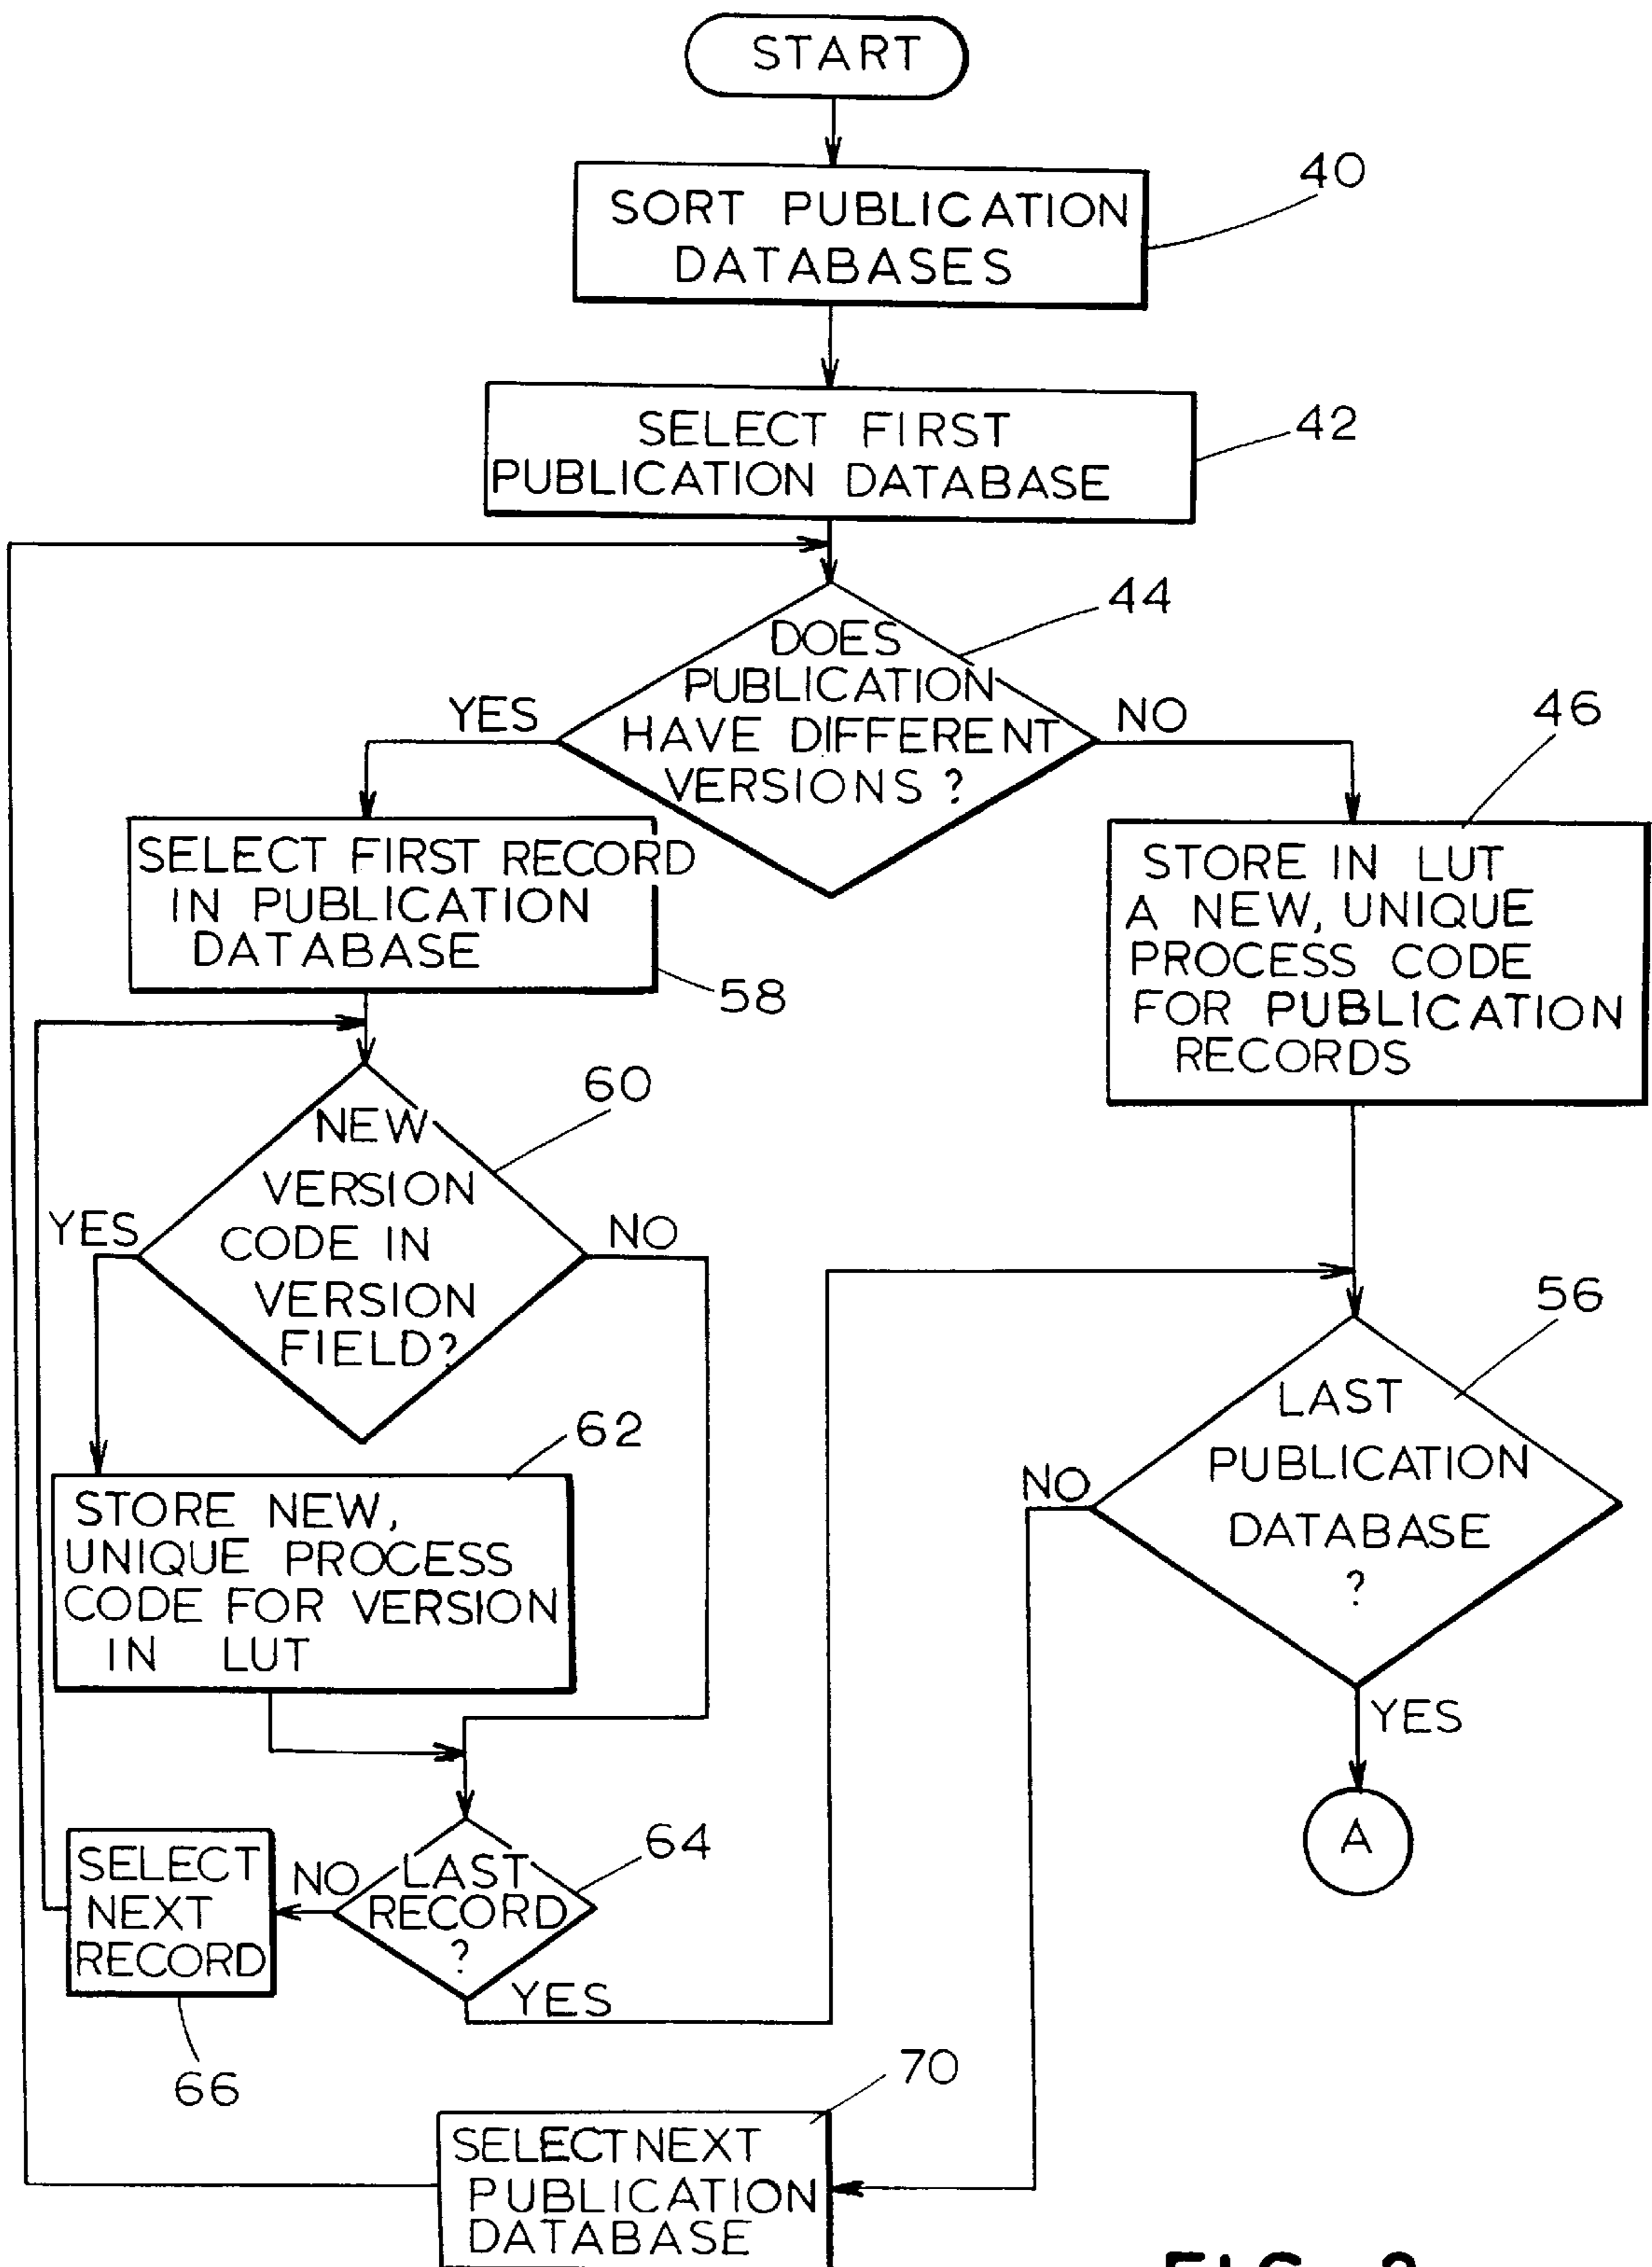 START
40
SORT PUBLICATION
DATABASES
42
SELECT FIRST
PUBLICATION DATABASE
44
DOES
PUBLICATION
HAVE DIFFERENT
VERSIONS ?
YES
NO
46
SELECT FIRST RECORD
IN PUBLICATION
DATABASE
58
STORE IN LUT
A NEW, UNIQUE
PROCESS CODE
FOR PUBLICATION
RECORDS
60
NEW
VERSION
CODE IN
VERSION
FIELD?
YES
NO
56
LAST
PUBLICATION
DATABASE
?
NO
YES
A
62
STORE NEW,
UNIQUE PROCESS
CODE FOR VERSION
IN LUT
64
LAST
RECORD
?
NO
YES
SELECT
NEXT
RECORD
66
70
SELECT NEXT
PUBLICATION
DATABASE